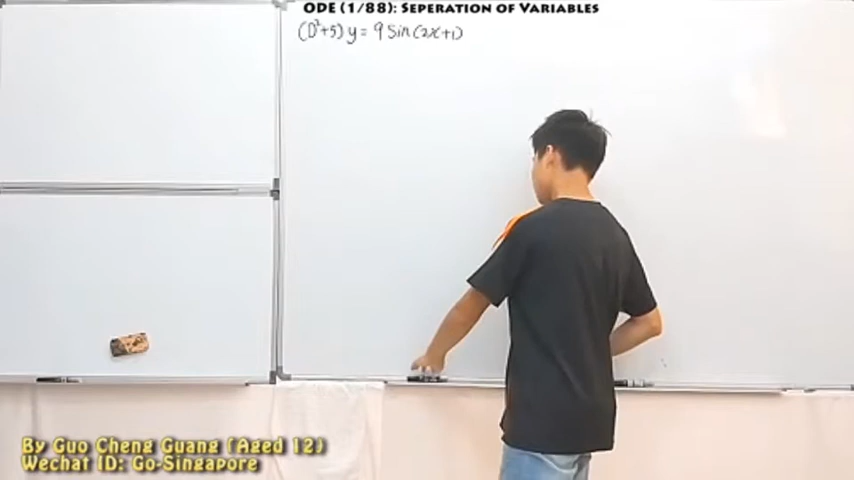 ODE (1/88): SEPERATION OF VARIABLES
(D²+5)y = 9 Sin (2x+1)
By Guo Cheng Guang (Aged 12)
WeChat ID: Go-Singapore